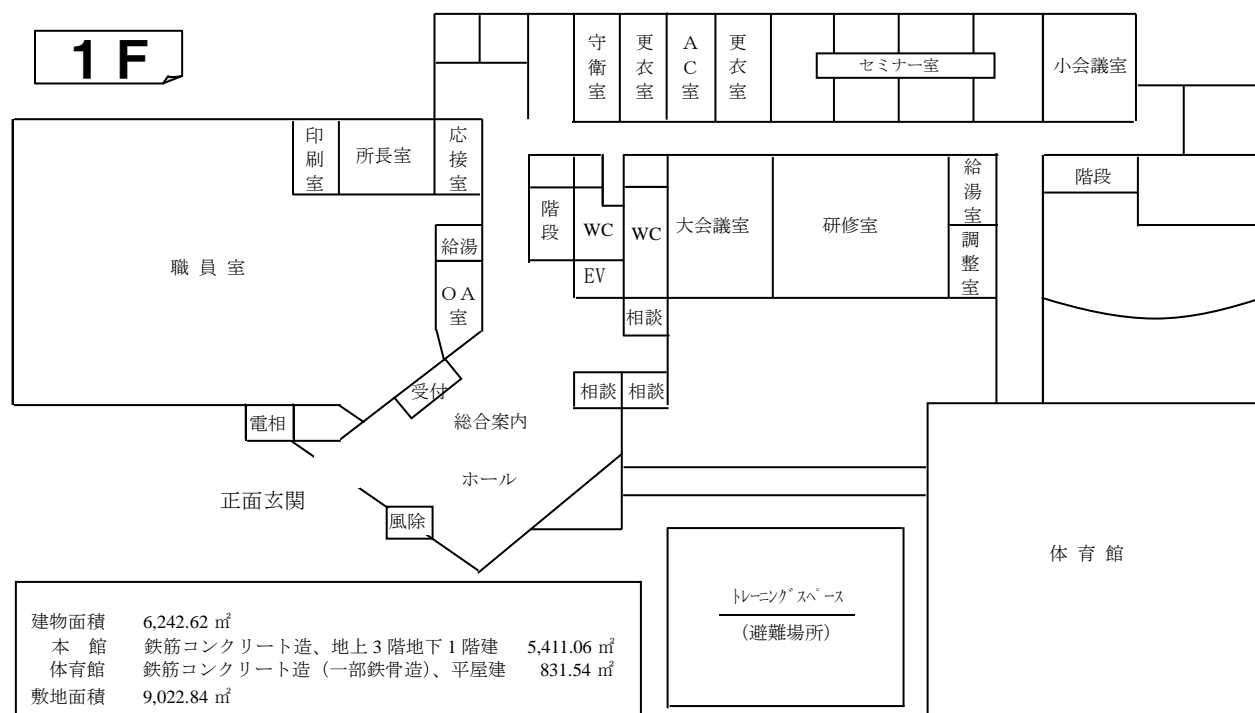 1F
守衛室
更衣室
AC室
更衣室
セミナー室
小会議室
印刷室
所長室
応接室
階段
WC
WC
大会議室
研修室
給湯室
階段
職員室
給湯
調整室
EV
OA室
相談
受付
相談
相談
電相
総合案内
ホール
正面玄関
風除
体育館
トレーニングスペース
(避難場所)
建物面積 6,242.62 ㎡
本 館 鉄筋コンクリート造、地上3階地下1階建 5,411.06 ㎡
体育館 鉄筋コンクリート造(一部鉄骨造)、平屋建 831.54 ㎡
敷地面積 9,022.84 ㎡